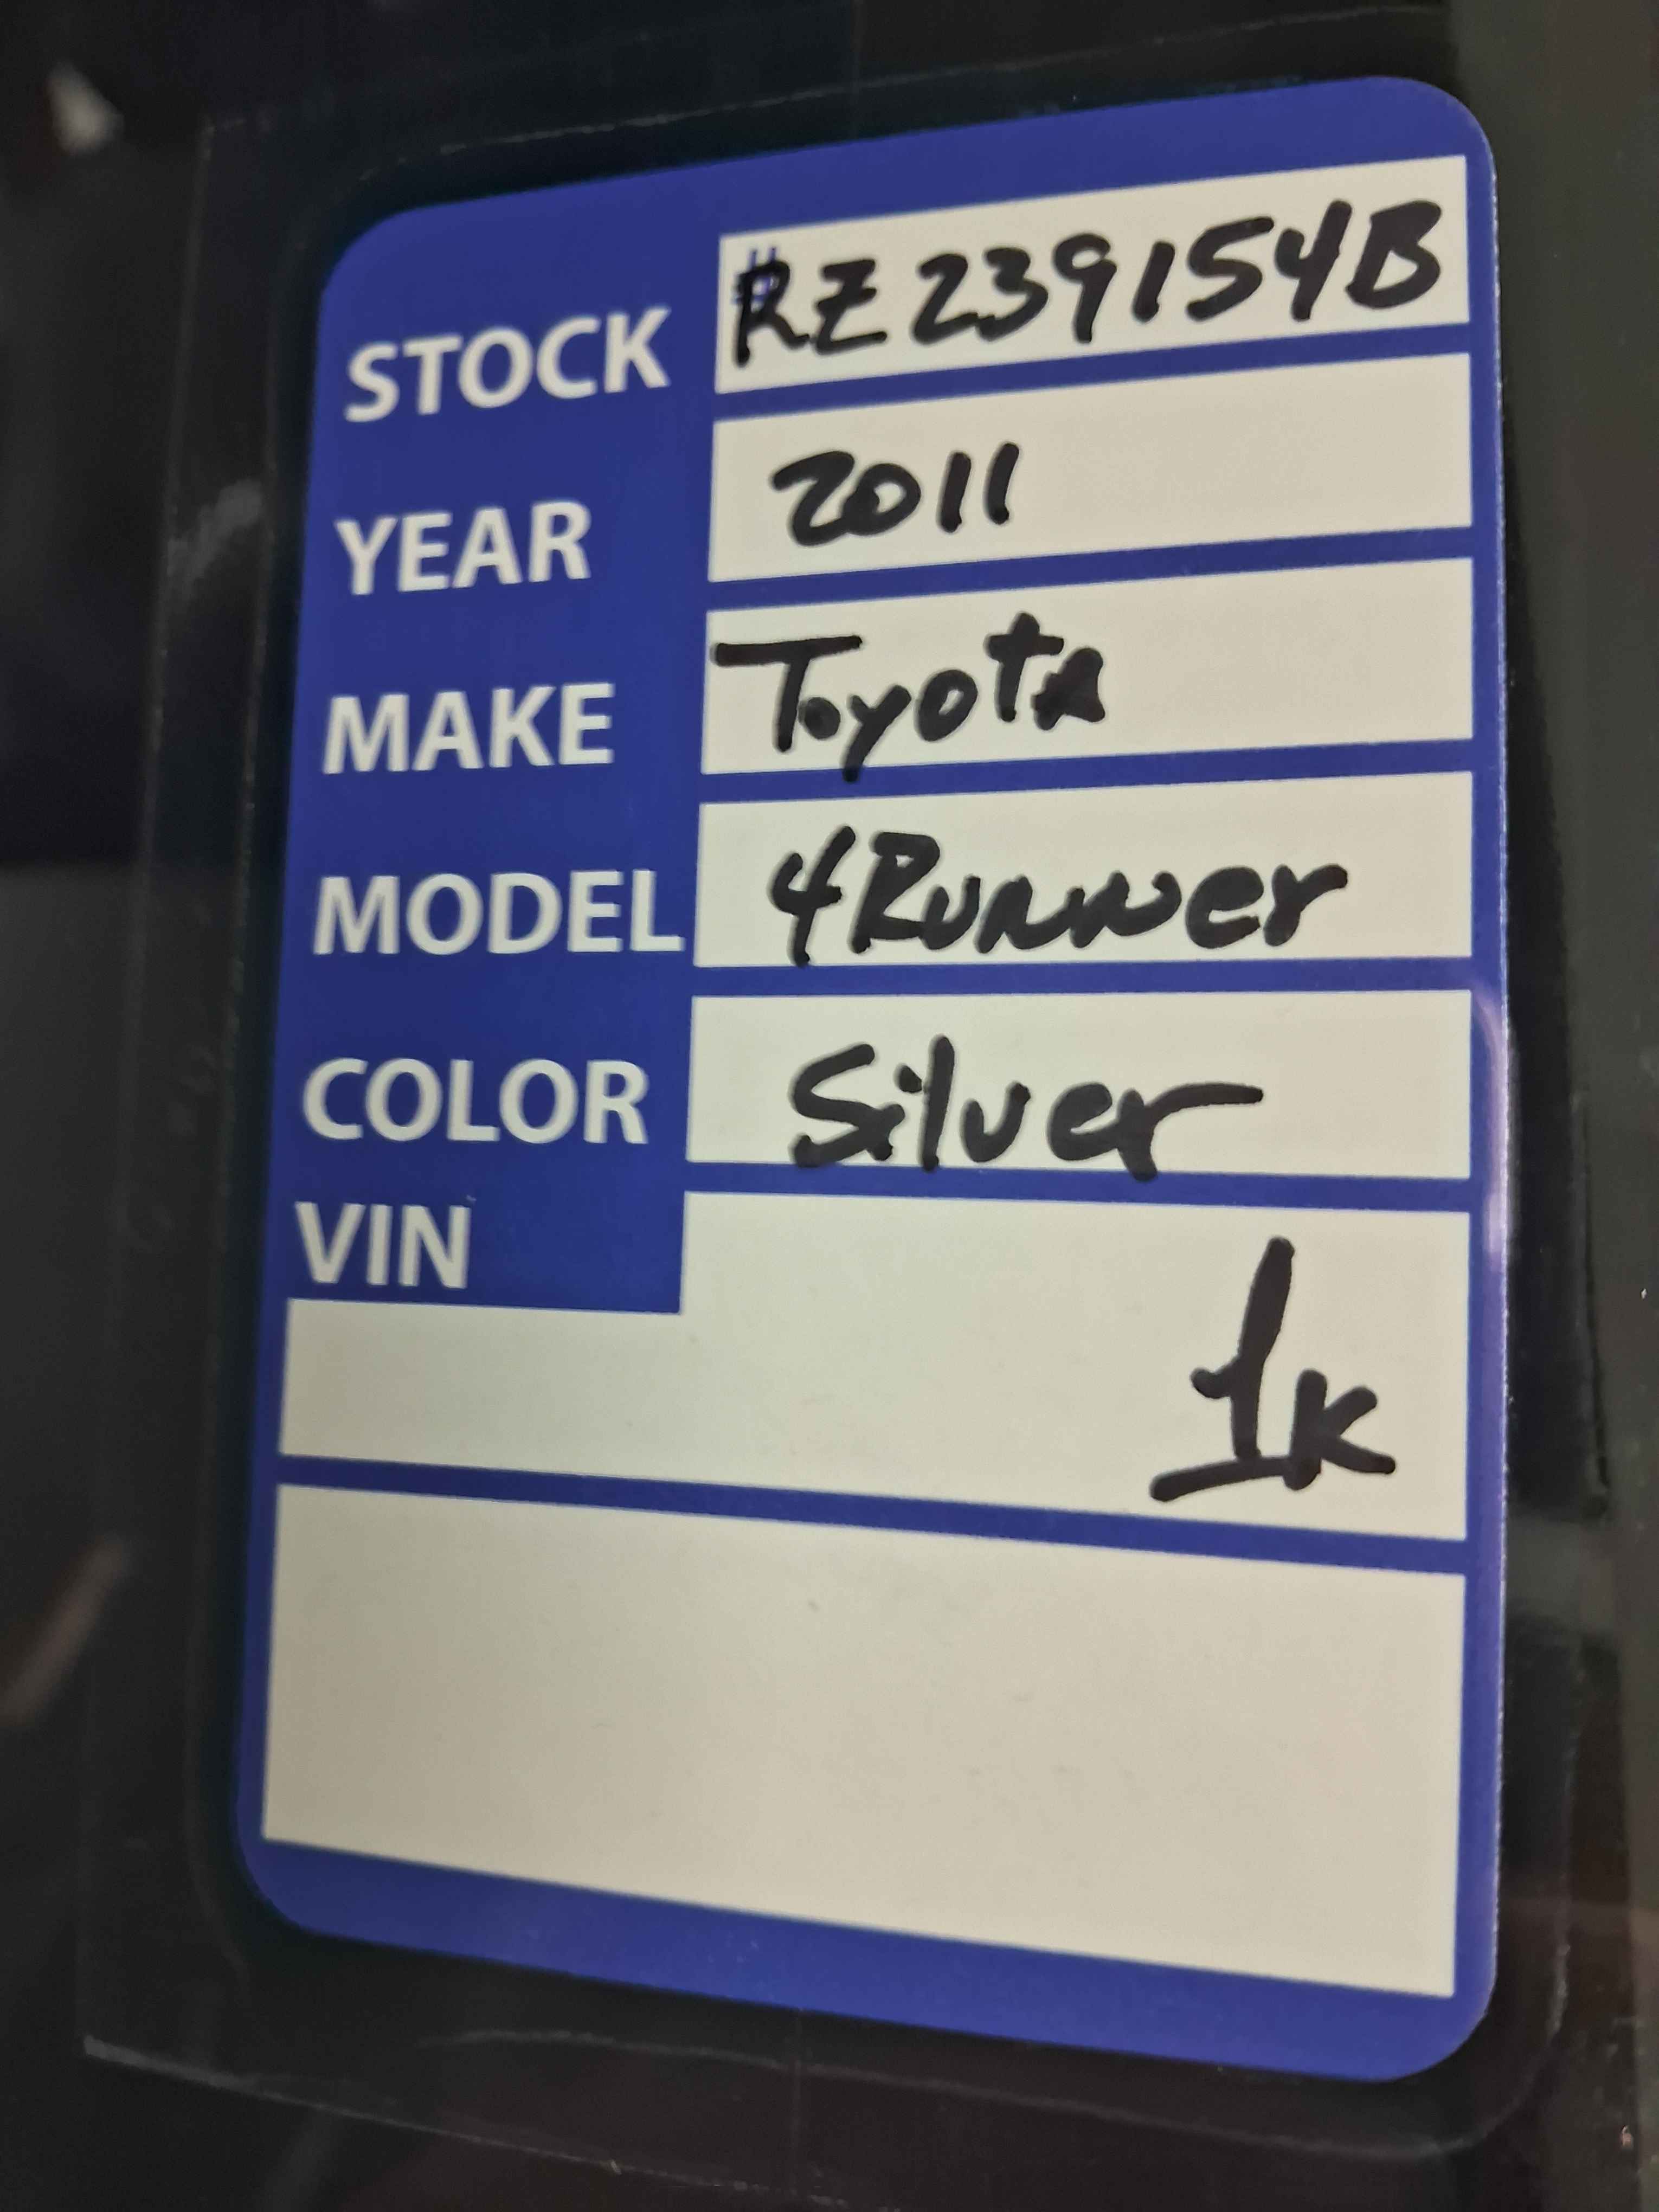 STOCK #RZ239154B
YEAR 2011
MAKE Toyota
MODEL 4Runner
COLOR Silver
VIN
1K